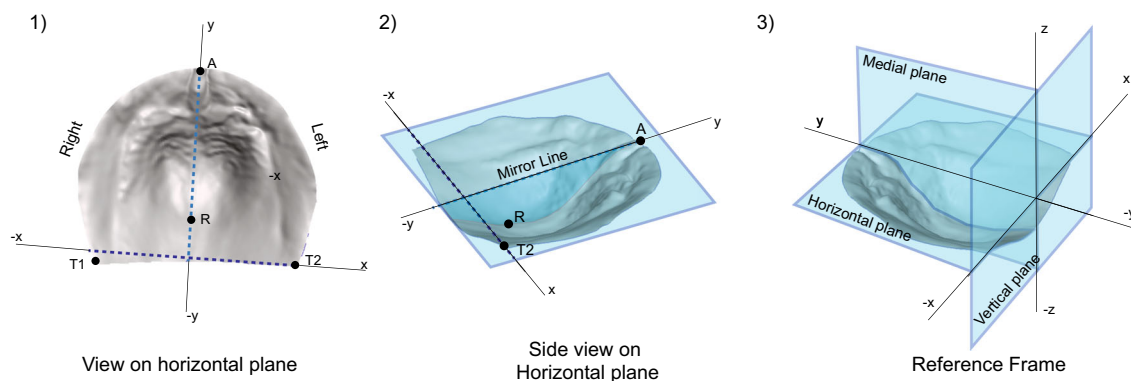 1)
y
A
Right
Left
-x
R
-x
T1
T2
x
-y
View on horizontal plane
2)
-x
y
A
Mirror Line
-y
R
T2
x
Side view on
Horizontal plane
3)
z
x
Medial plane
y
Horizontal plane
-y
-x
Vertical plane
-z
Reference Frame